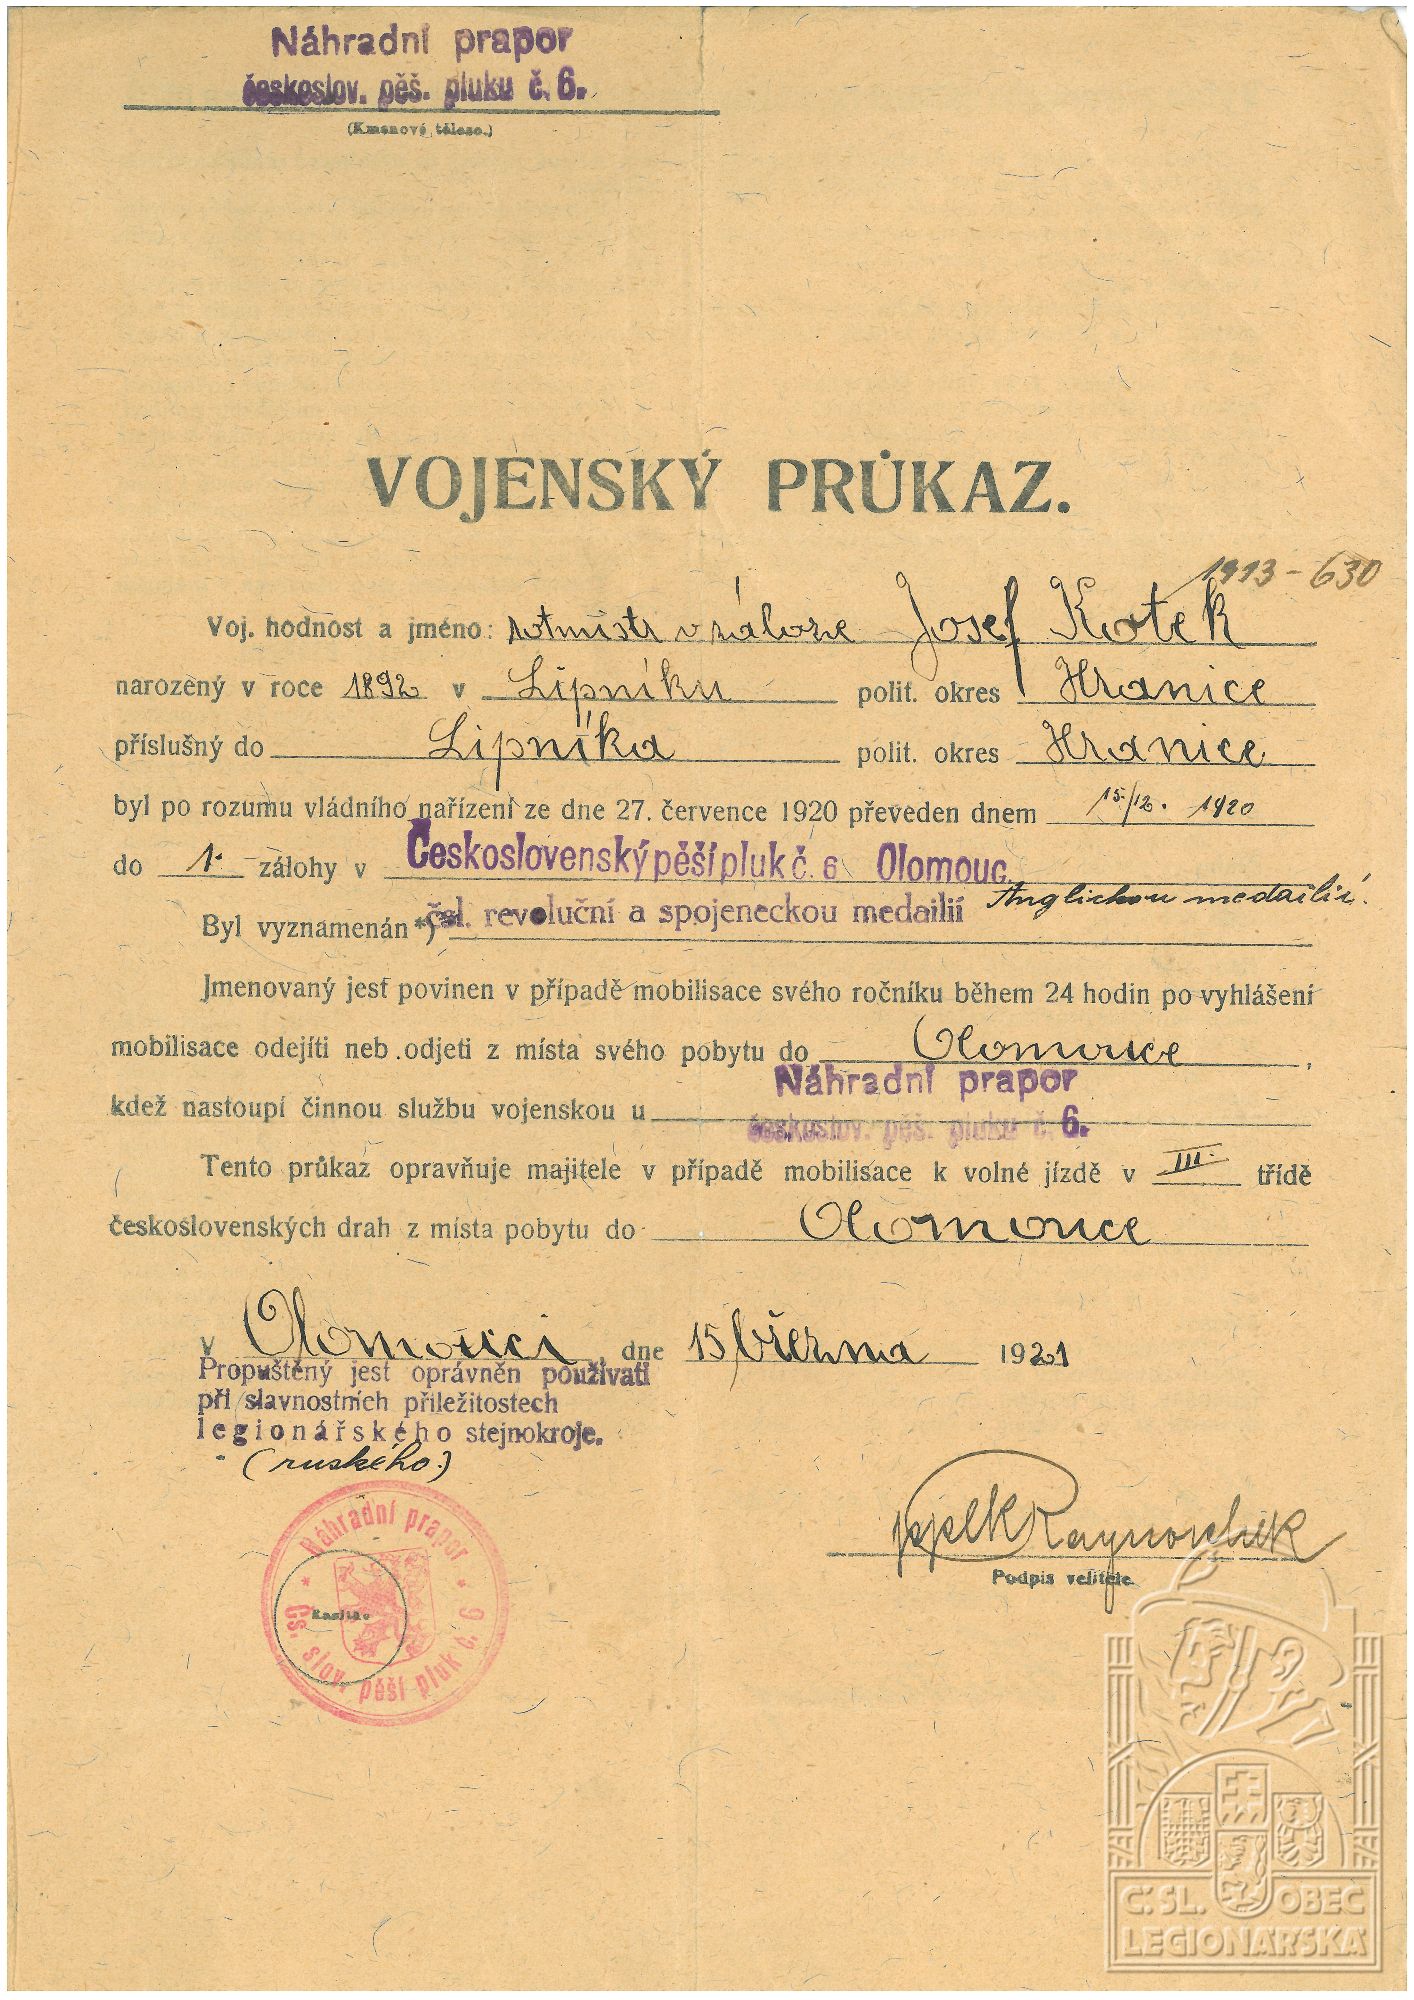 Náhradní prapor
českoslov. pěš. pluku č. 6.
(Kmenové těleso.)
VOJENSKÝ PRŮKAZ.
1913-630
Voj. hodnost a jméno: rotmistr v záloze Josef Kotek
narozený v roce 1892 v Lipníku polit. okres Hranice
příslušný do Lipníka polit. okres Hranice
byl po rozumu vládního nařízení ze dne 27. července 1920 převeden dnem 15./12. 1920
do 1. zálohy v Československý pěší pluk č. 6 Olomouc.
Byl vyznamenán *) čsl. revoluční a spojeneckou medailií Anglickou medailií.
Jmenovaný jest povinen v případě mobilisace svého ročníku během 24 hodin po vyhlášení
mobilisace odejíti neb odjeti z místa svého pobytu do Olomouce,
kdež nastoupí činnou službu vojenskou u Náhradní prapor
českoslov. pěš. pluku č. 6.
Tento průkaz opravňuje majitele v případě mobilisace k volné jízdě v III. třídě
československých drah z místa pobytu do Olomouce
v Olomouci, dne 15 března 1921
Propuštěný jest oprávněn používati
při slavnostních přiležitostech
legionářského stejnokroje.
(ruského.)
pplk
Podpis velitele.
Náhradní prapor
Čs. slov. pěší pluk č. 6
Č. SL. OBEC
LEGIONÁŘSKÁ